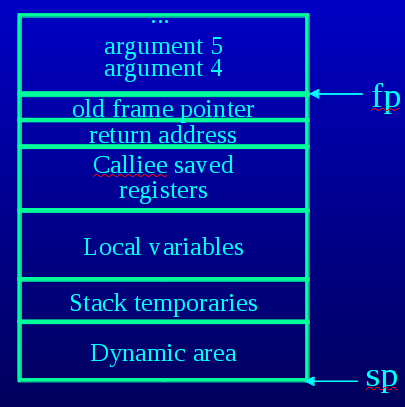 ...
argument 5
argument 4
fp
old frame pointer
return address
Calliee saved
registers
Local variables
Stack temporaries
Dynamic area
sp